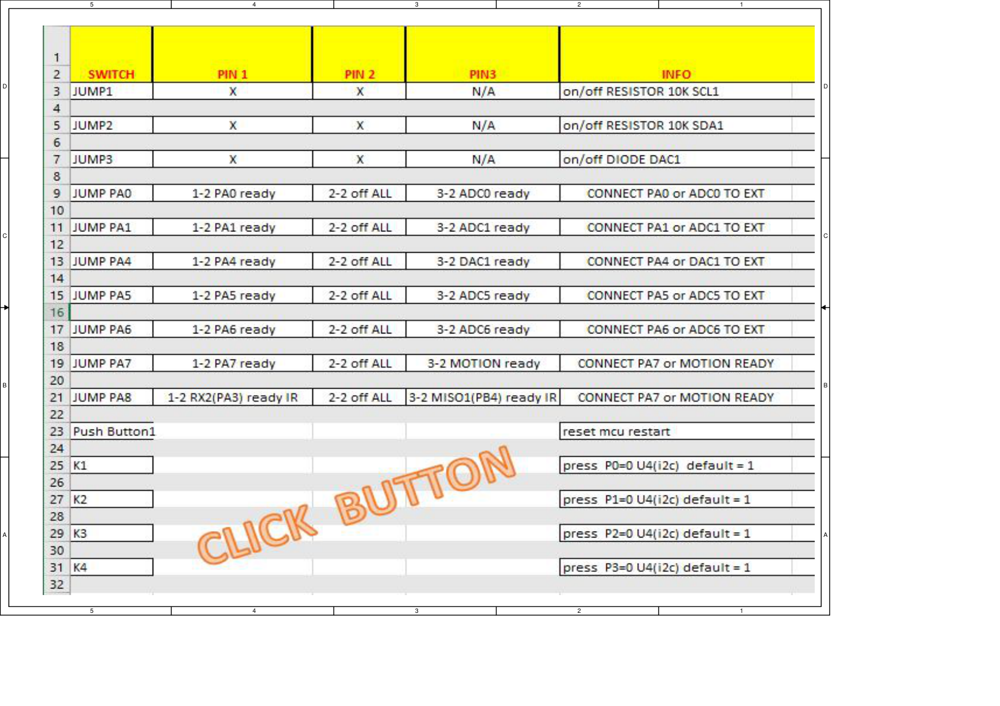 5 4 3 2 1
1
2 SWITCH PIN 1 PIN 2 PIN3 INFO
3 JUMP1 X X N/A on/off RESISTOR 10K SCL1
D D
4
5 JUMP2 X X N/A on/off RESISTOR 10K SDA1
6
7 JUMP3 X X N/A on/off DIODE DAC1
8
9 JUMP PA0 1-2 PA0 ready 2-2 off ALL 3-2 ADC0 ready CONNECT PA0 or ADC0 TO EXT
10
11 JUMP PA1 1-2 PA1 ready 2-2 off ALL 3-2 ADC1 ready CONNECT PA1 or ADC1 TO EXT
C C
12
13 JUMP PA4 1-2 PA4 ready 2-2 off ALL 3-2 DAC1 ready CONNECT PA4 or DAC1 TO EXT
14
15 JUMP PA5 1-2 PA5 ready 2-2 off ALL 3-2 ADC5 ready CONNECT PA5 or ADC5 TO EXT
16
17 JUMP PA6 1-2 PA6 ready 2-2 off ALL 3-2 ADC6 ready CONNECT PA6 or ADC6 TO EXT
18
19 JUMP PA7 1-2 PA7 ready 2-2 off ALL 3-2 MOTION ready CONNECT PA7 or MOTION READY
20
B B
21 JUMP PA8 1-2 RX2(PA3) ready IR 2-2 off ALL 3-2 MISO1(PB4) ready IR CONNECT PA7 or MOTION READY
22
23 Push Button1 reset mcu restart
24
25 K1 press P0=0 U4(i2c) default = 1
26
27 K2 press P1=0 U4(i2c) default = 1
28
CLICK BUTTON
29 K3 press P2=0 U4(i2c) default = 1
A A
30
31 K4 press P3=0 U4(i2c) default = 1
32
5 4 3 2 1